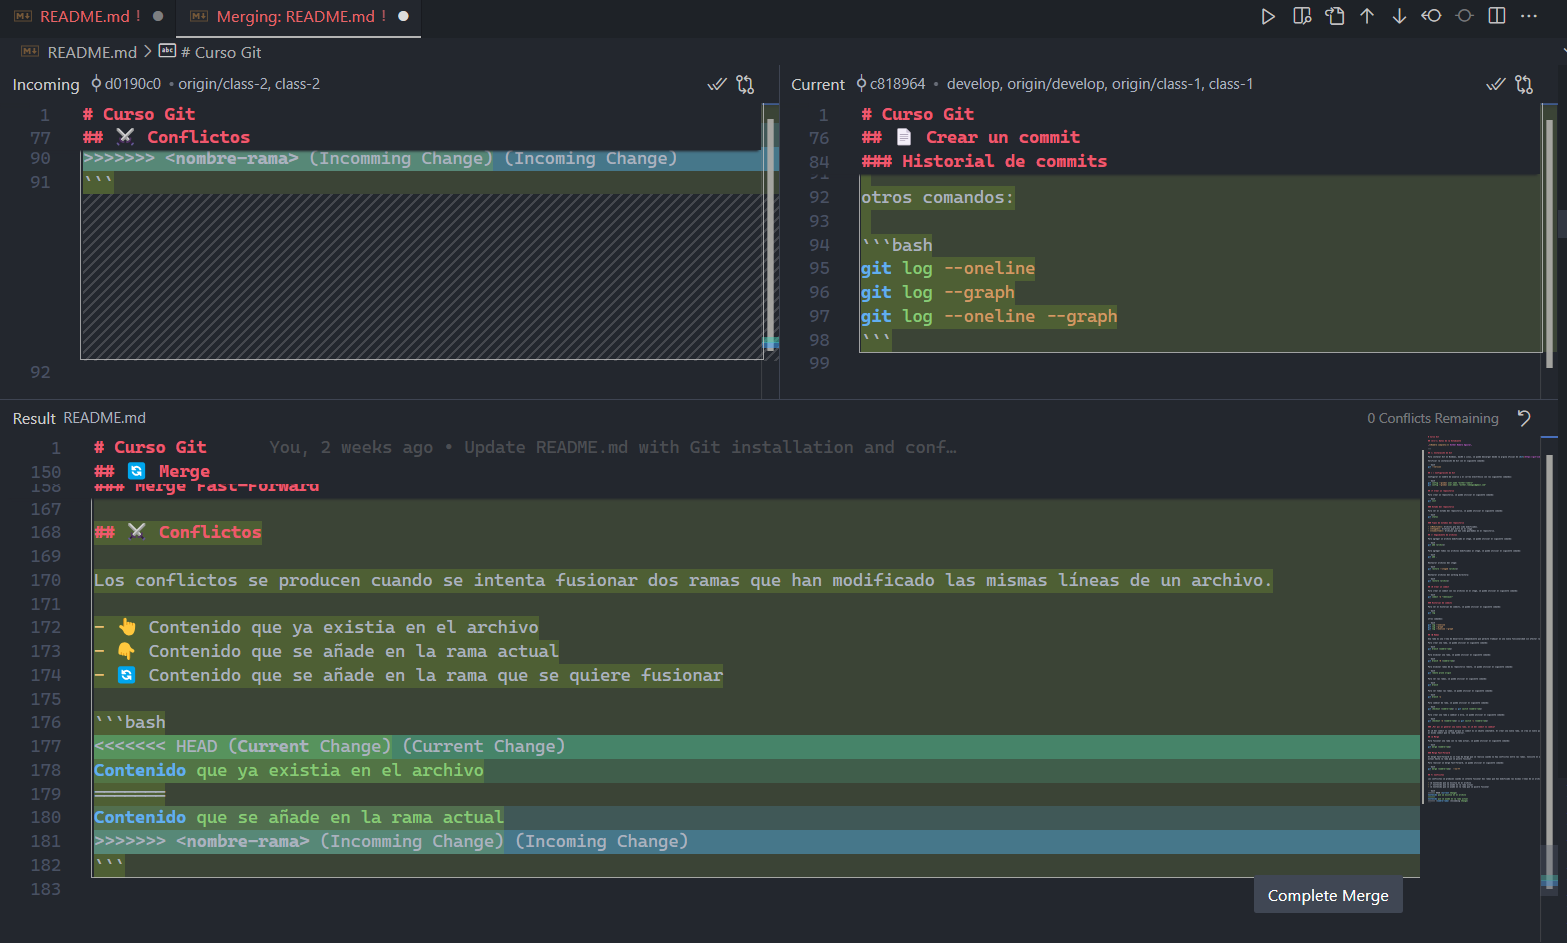 README.md !
Merging: README.md !
README.md > # Curso Git
Incoming d0190c0 • origin/class-2, class-2
1 # Curso Git
77 ## ⚔️ Conflictos
90 >>>>>>> <nombre-rama> (Incomming Change) (Incoming Change)
91 ```
92
Current c818964 • develop, origin/develop, origin/class-1, class-1
1 # Curso Git
76 ## 📄 Crear un commit
84 ### Historial de commits
91
92 otros comandos:
93
94 ```bash
95 git log --oneline
96 git log --graph
97 git log --oneline --graph
98 ```
99
Result README.md
0 Conflicts Remaining
1 # Curso Git You, 2 weeks ago • Update README.md with Git installation and conf…
150 ## 🔄 Merge
158 ### Merge Fast-Forward
167
168 ## ⚔️ Conflictos
169
170 Los conflictos se producen cuando se intenta fusionar dos ramas que han modificado las mismas líneas de un archivo.
171
172 - 👆 Contenido que ya existia en el archivo
173 - 👇 Contenido que se añade en la rama actual
174 - 🔄 Contenido que se añade en la rama que se quiere fusionar
175
176 ```bash
177 <<<<<<< HEAD (Current Change) (Current Change)
178 Contenido que ya existia en el archivo
179 =======
180 Contenido que se añade en la rama actual
181 >>>>>>> <nombre-rama> (Incomming Change) (Incoming Change)
182 ```
183
Complete Merge